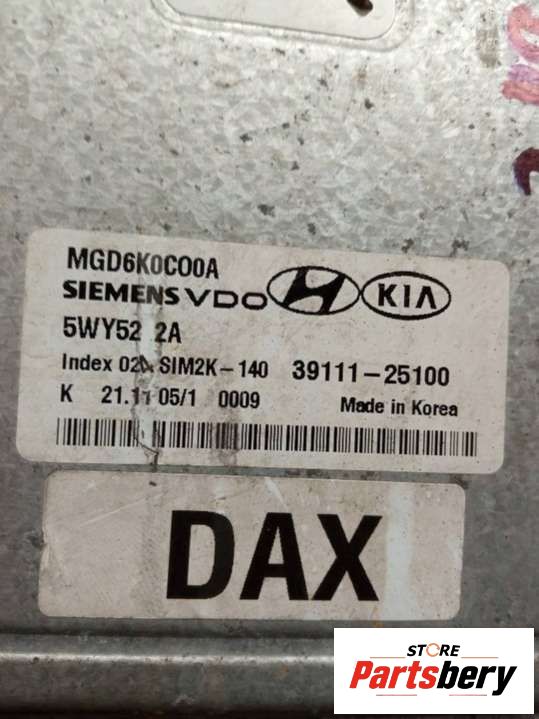 MGD6K0C00A
SIEMENS VDO KIA
5WY52 2A
Index 02 SIM2K-140 39111-25100
K 21.11 05/1 0009 Made in Korea
DAX
STORE
Partsbery